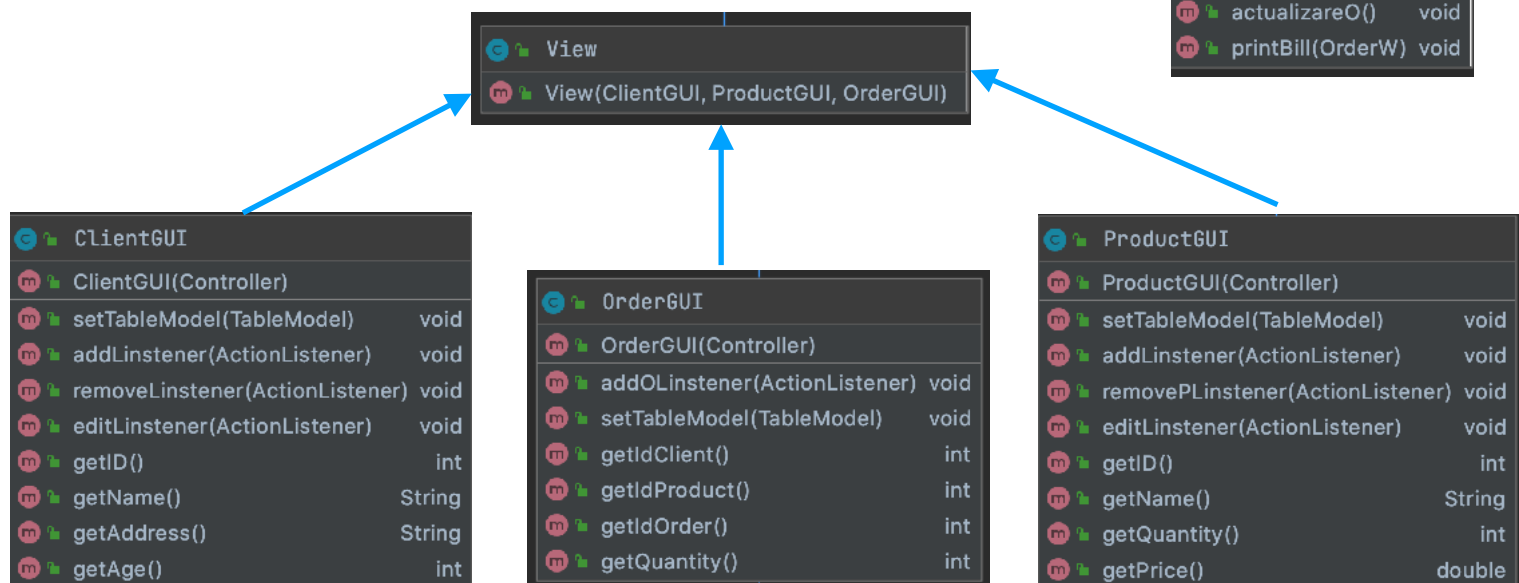 actualizareO() void
printBill(OrderW) void
View
View(ClientGUI, ProductGUI, OrderGUI)
ClientGUI
ClientGUI(Controller)
setTableModel(TableModel) void
addLinstener(ActionListener) void
removeLinstener(ActionListener) void
editLinstener(ActionListener) void
getID() int
getName() String
getAddress() String
getAge() int
OrderGUI
OrderGUI(Controller)
addOLinstener(ActionListener) void
setTableModel(TableModel) void
getIdClient() int
getIdProduct() int
getIdOrder() int
getQuantity() int
ProductGUI
ProductGUI(Controller)
setTableModel(TableModel) void
addLinstener(ActionListener) void
removePLinstener(ActionListener) void
editLinstener(ActionListener) void
getID() int
getName() String
getQuantity() int
getPrice() double